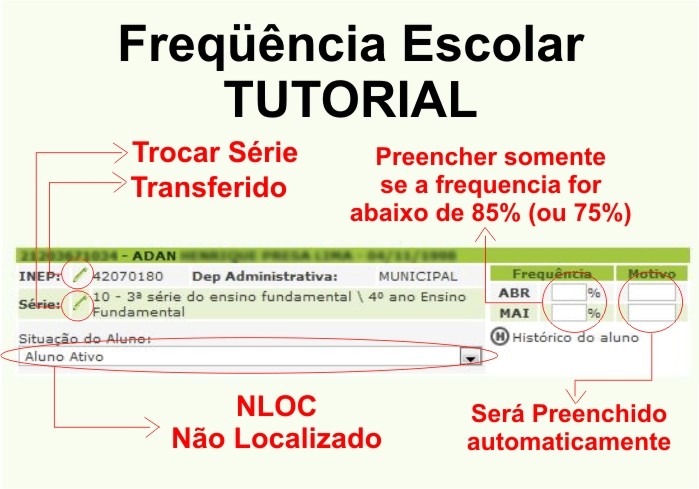 Freqüência Escolar
TUTORIAL
Trocar Série
Transferido
Preencher somente
se a frequencia for
abaixo de 85% (ou 75%)
- ADAN
INEP: 42070180 Dep Administrativa: MUNICIPAL
Série: 10 - 3ª série do ensino fundamental \ 4º ano Ensino
Fundamental
Situação do Aluno:
Aluno Ativo
Frequência Motivo
ABR %
MAI %
H Histórico do aluno
NLOC
Não Localizado
Será Preenchido
automaticamente